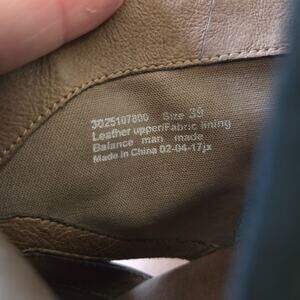 3025107800 Size 39
Leather upper/Fabric lining
Balance man made
Made in China 02-04-17jx